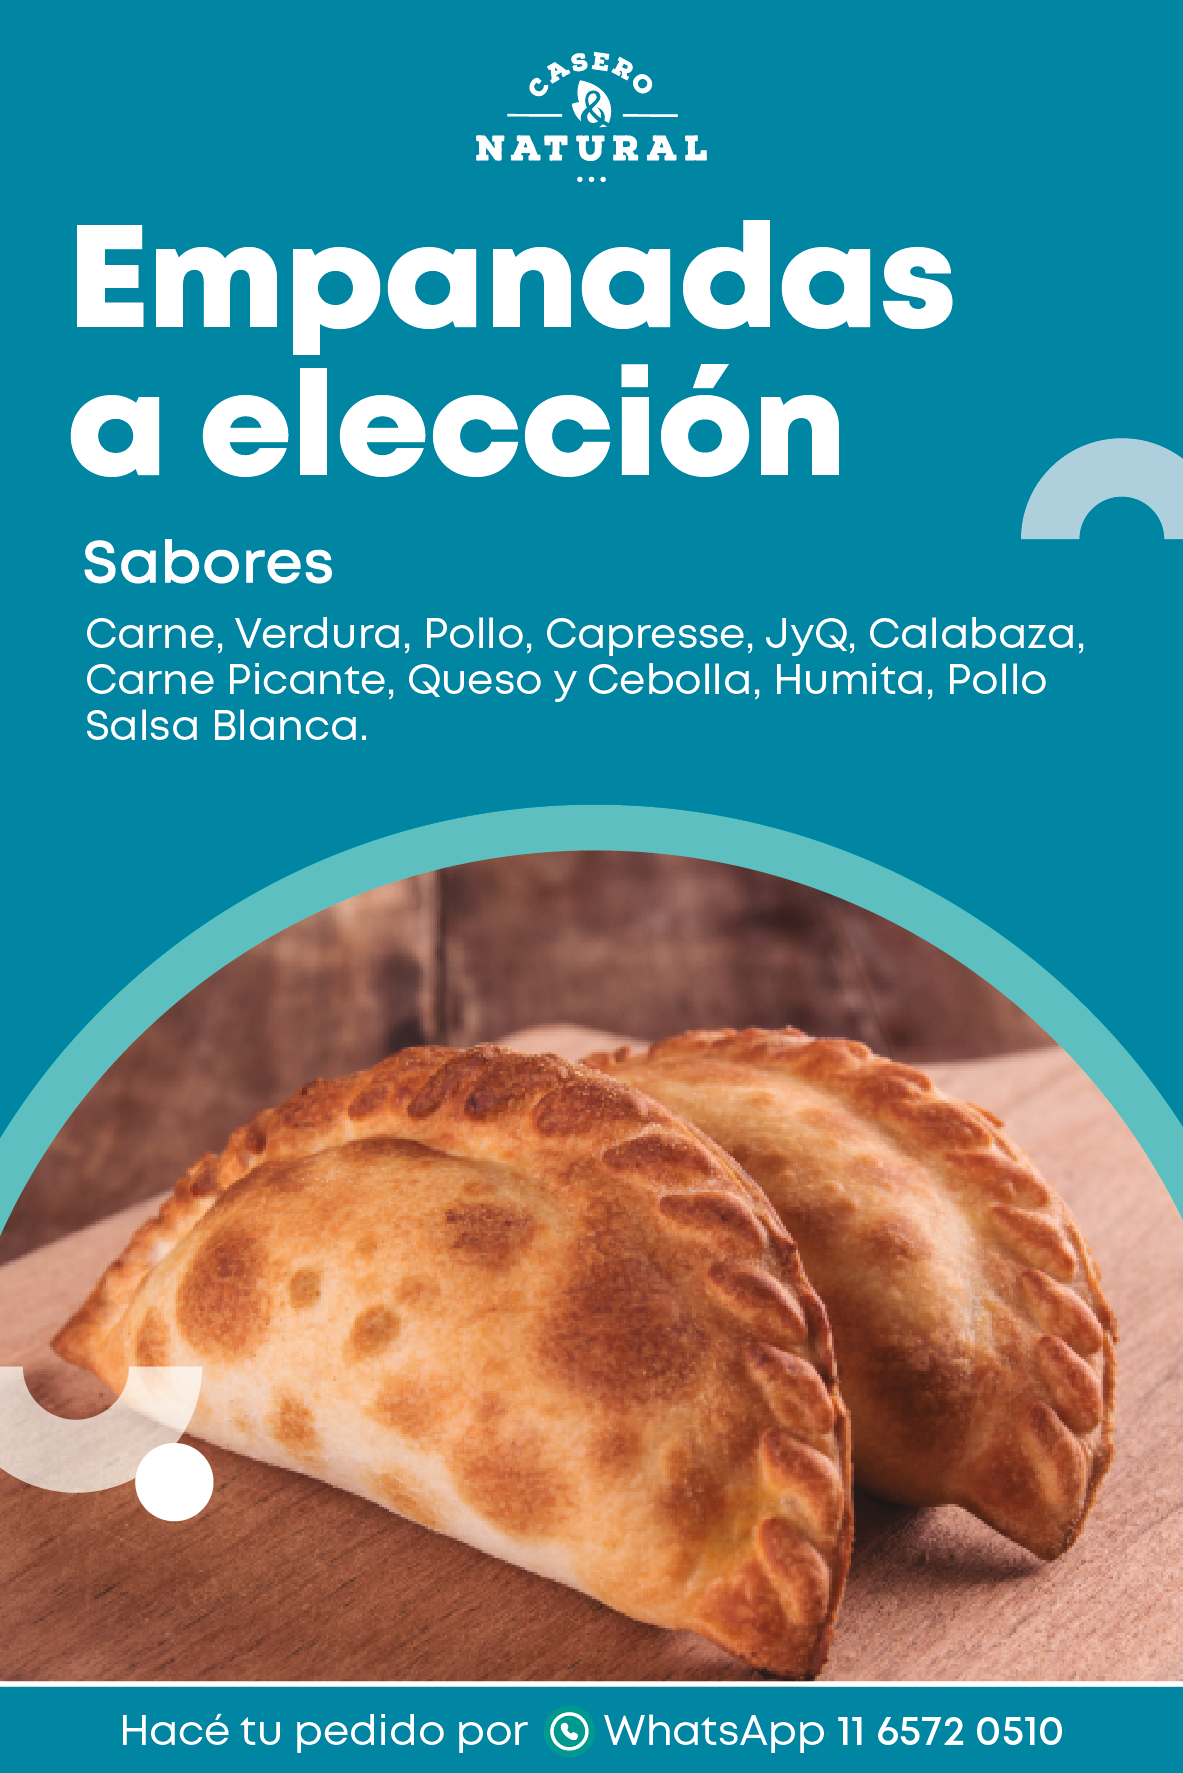 CASERO
&
NATURAL
Empanadas
a elección
Sabores
Carne, Verdura, Pollo, Capresse, JyQ, Calabaza,
Carne Picante, Queso y Cebolla, Humita, Pollo
Salsa Blanca.
Hacé tu pedido por WhatsApp 11 6572 0510